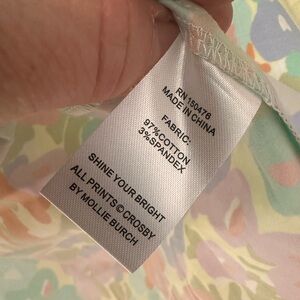 RN 150476
MADE IN CHINA
FABRIC:
97%COTTON
3%SPANDEX
SHINE YOUR BRIGHT
ALL PRINTS © CROSBY
BY MOLLIE BURCH